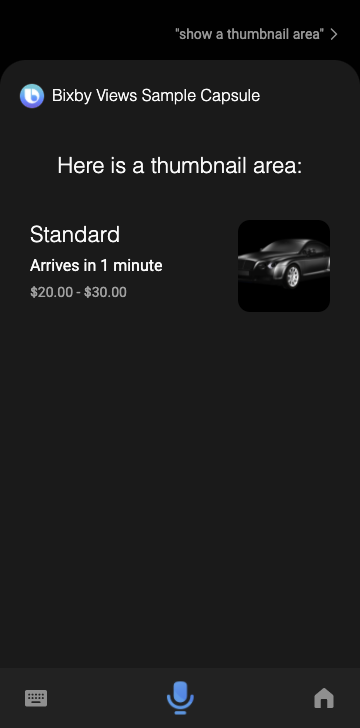 "show a thumbnail area"
Bixby Views Sample Capsule
Here is a thumbnail area:
Standard
Arrives in 1 minute
$20.00 - $30.00